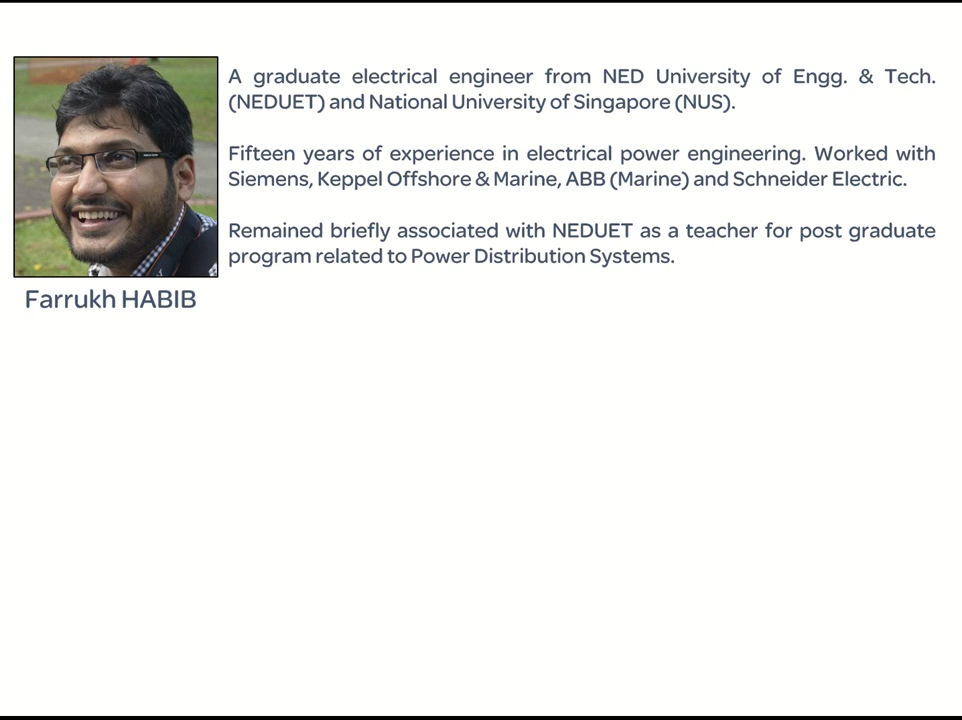 A graduate electrical engineer from NED University of Engg. & Tech.
(NEDUET) and National University of Singapore (NUS).
Fifteen years of experience in electrical power engineering. Worked with
Siemens, Keppel Offshore & Marine, ABB (Marine) and Schneider Electric.
Remained briefly associated with NEDUET as a teacher for post graduate
program related to Power Distribution Systems.
Farrukh HABIB